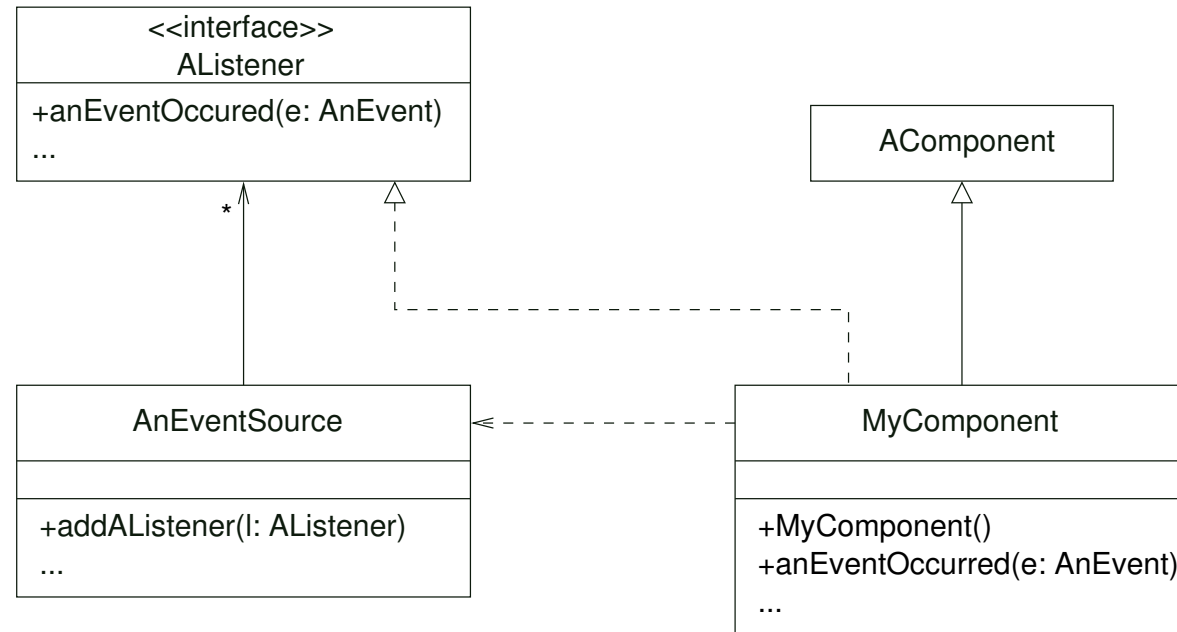 <<interface>>
AListener
+anEventOccured(e: AnEvent)
...
AComponent
*
AnEventSource
+addAListener(l: AListener)
...
MyComponent
+MyComponent()
+anEventOccurred(e: AnEvent)
...